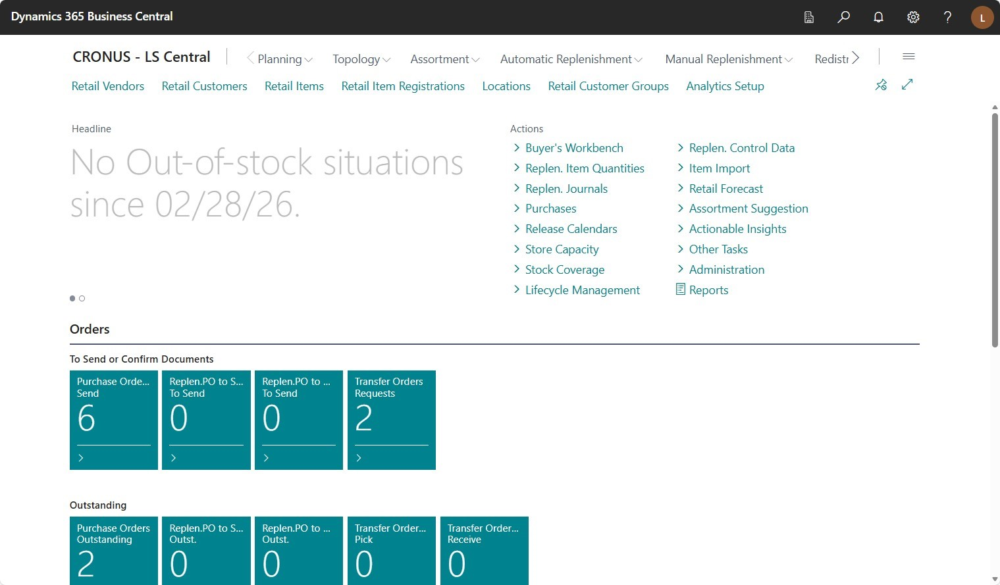 Dynamics 365 Business Central
L
CRONUS - LS Central
Planning
Topology
Assortment
Automatic Replenishment
Manual Replenishment
Redistr
Retail Vendors
Retail Customers
Retail Items
Retail Item Registrations
Locations
Retail Customer Groups
Analytics Setup
Headline
No Out-of-stock situations
since 02/28/26.
Actions
Buyer's Workbench
Replen. Item Quantities
Replen. Journals
Purchases
Release Calendars
Store Capacity
Stock Coverage
Lifecycle Management
Replen. Control Data
Item Import
Retail Forecast
Assortment Suggestion
Actionable Insights
Other Tasks
Administration
Reports
Orders
To Send or Confirm Documents
Purchase Orde...
Send
6
Replen.PO to S...
To Send
0
Replen.PO to ...
To Send
0
Transfer Orders
Requests
2
Outstanding
Purchase Orders
Outstanding
2
Replen.PO to S...
Outst.
0
Replen.PO to ...
Outst.
0
Transfer Order...
Pick
0
Transfer Order...
Receive
0